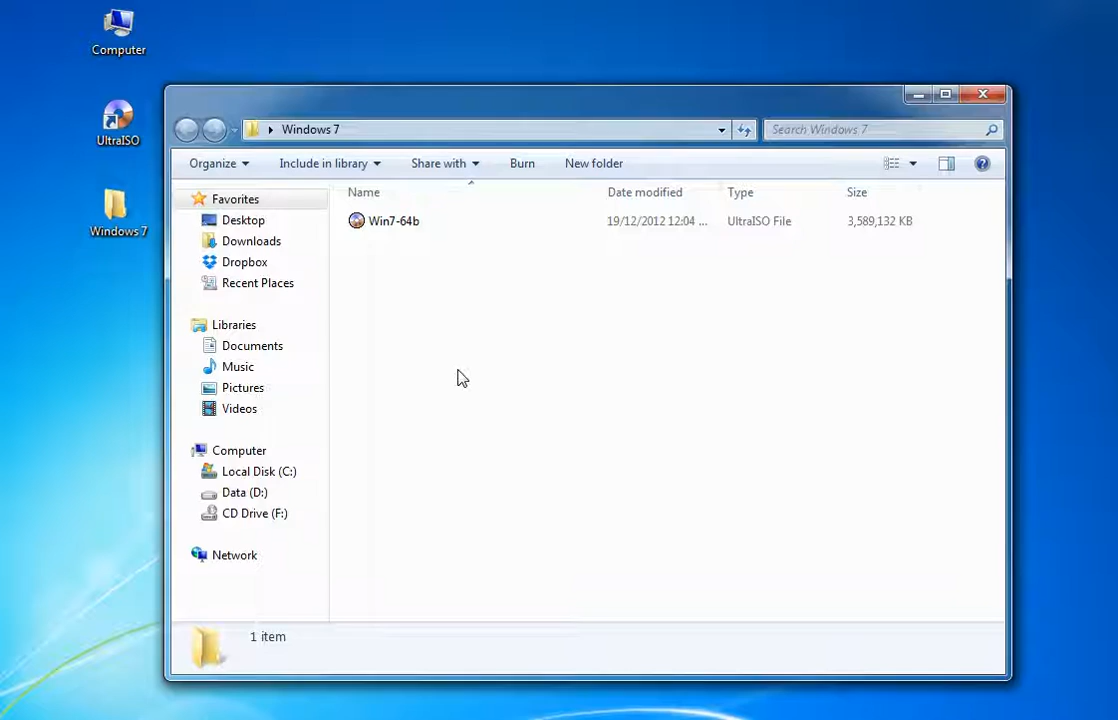 Computer
UltraISO
Windows 7
Windows 7
Search Windows 7
Organize Include in library Share with Burn New folder
Name Date modified Type Size
Win7-64b 19/12/2012 12:04 ... UltraISO File 3,589,132 KB
Favorites
Desktop
Downloads
Dropbox
Recent Places
Libraries
Documents
Music
Pictures
Videos
Computer
Local Disk (C:)
Data (D:)
CD Drive (F:)
Network
1 item